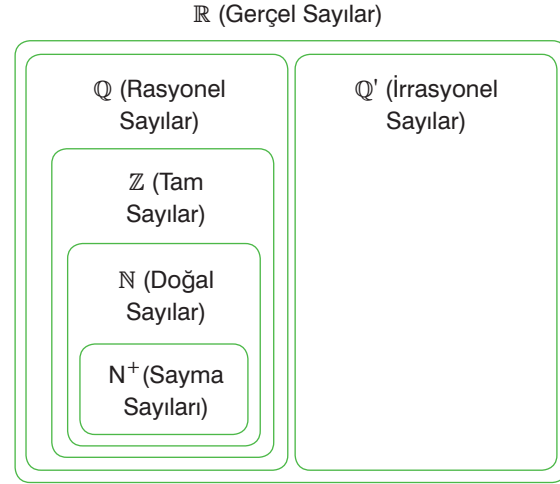 ℝ (Gerçel Sayılar)
ℚ (Rasyonel
Sayılar)
ℚ' (İrrasyonel
Sayılar)
ℤ (Tam
Sayılar)
ℕ (Doğal
Sayılar)
N⁺(Sayma
Sayıları)